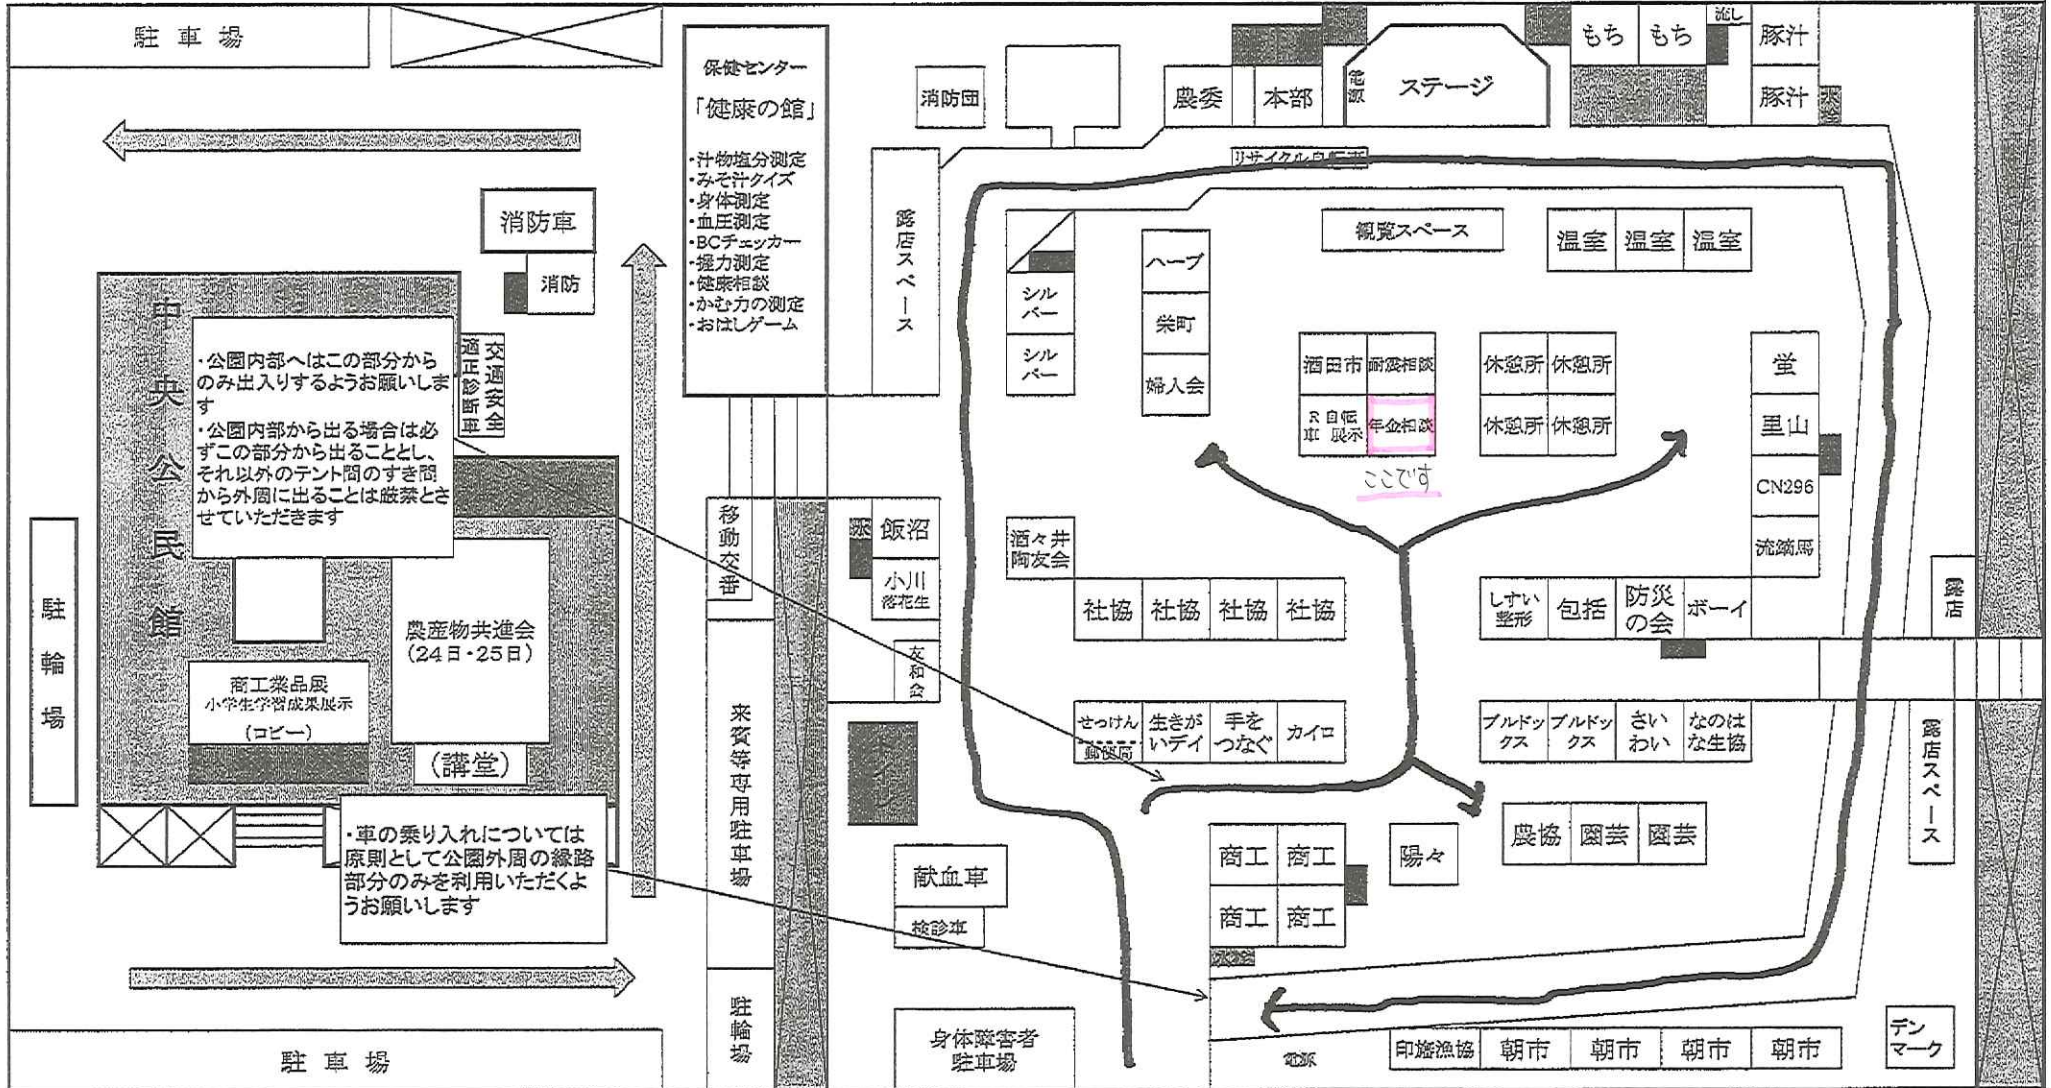 駐車場
保健センター
「健康の館」
・汁物塩分測定
・みそ汁クイズ
・身体測定
・血圧測定
・BCチェッカー
・握力測定
・健康相談
・かむ力の測定
・おはしゲーム
消防団
農委
本部
電源
ステージ
もち
もち
流し
豚汁
豚汁
リサイクル自転車
消防車
消防
露店スペース
観覧スペース
温室
温室
温室
シルバー
シルバー
ハーブ
栄町
婦人会
酒田市
耐震相談
R自転車展示
年金相談
ここです
休憩所
休憩所
休憩所
休憩所
蛍
里山
CN296
流鏑馬
中央公民館
・公園内部へはこの部分から
のみ出入りするようお願いしま
す
・公園内部から出る場合は必
ずこの部分から出ることとし、
それ以外のテント間のすき間
から外周に出ることは厳禁とさ
せていただきます
交通安全
適正診断車
移動交番
飯沼
小川
落花生
友和会
酒々井
陶友会
社協
社協
社協
社協
しすい
整形
包括
防災
の会
ボーイ
露店
駐輪場
農産物共進会
(24日・25日)
商工業品展
小学生学習成果展示
(ロビー)
(講堂)
来賓等専用駐車場
トイレ
せっけん
郵便局
生きが
いデイ
手を
つなぐ
カイロ
ブルドッ
クス
ブルドッ
クス
さい
わい
なのは
な生協
露店スペース
・車の乗り入れについては
原則として公園外周の縁路
部分のみを利用いただくよ
うお願いします
献血車
検診車
商工
商工
商工
商工
陽々
農協
園芸
園芸
駐輪場
駐車場
身体障害者
駐車場
電源
印旛漁協
朝市
朝市
朝市
朝市
デン
マーク